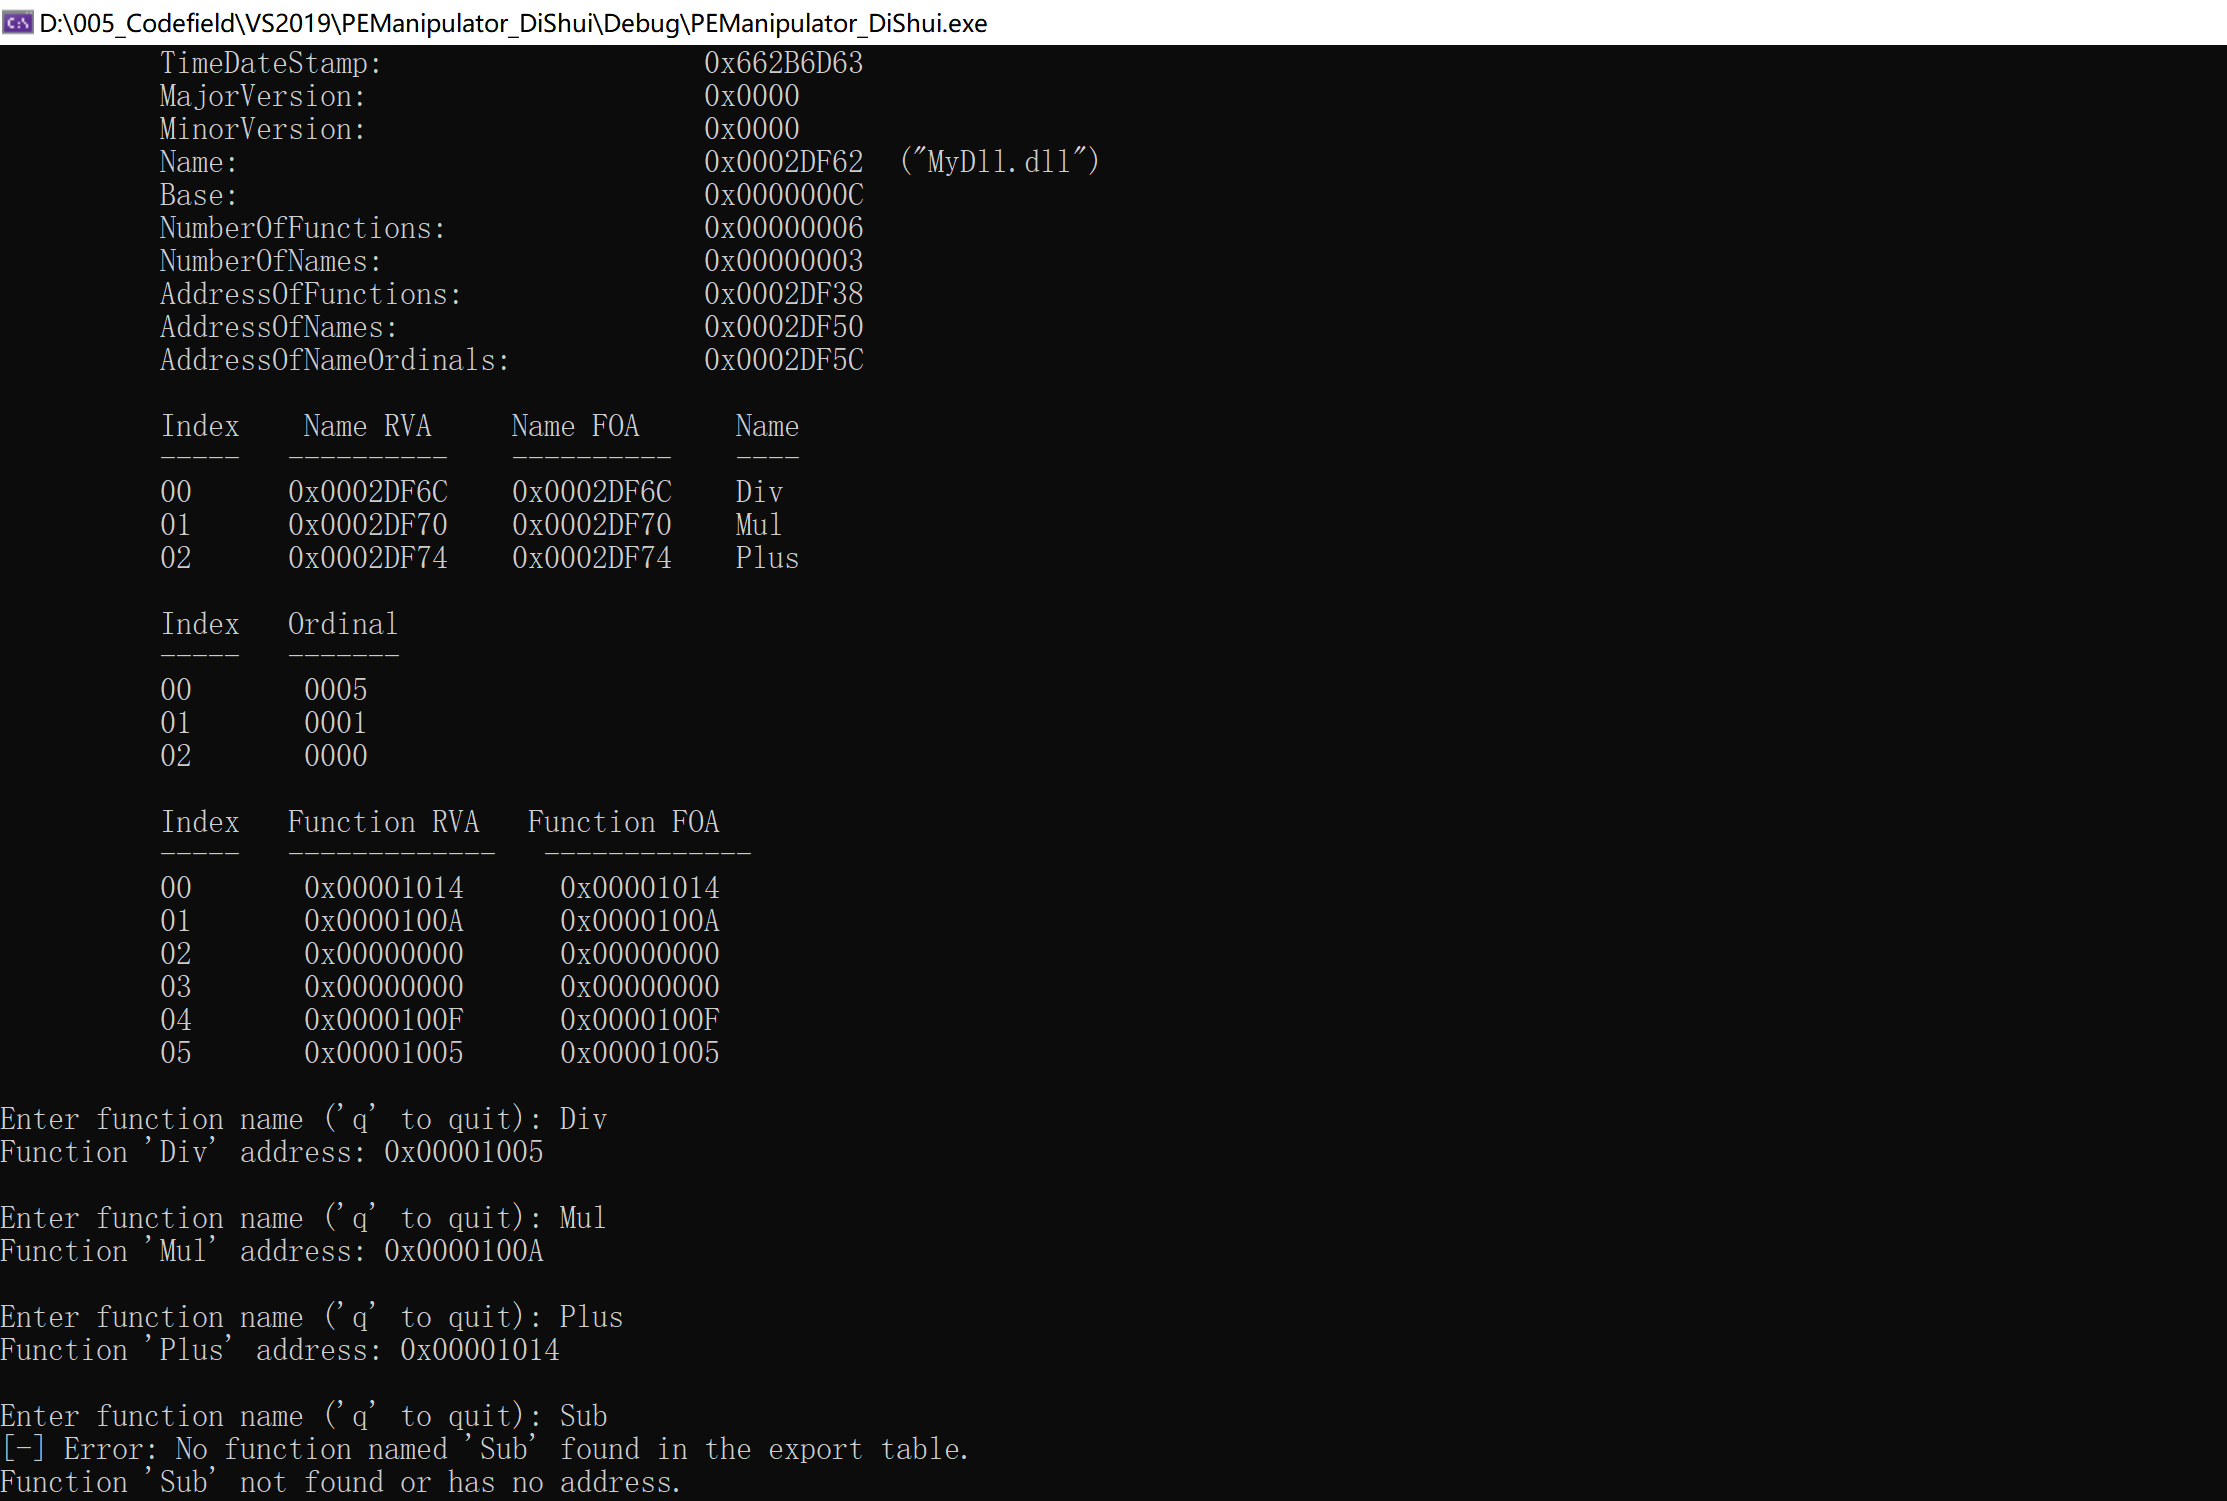 D:\005_Codefield\VS2019\PEManipulator_DiShui\Debug\PEManipulator_DiShui.exe
TimeDateStamp: 0x662B6D63
MajorVersion: 0x0000
MinorVersion: 0x0000
Name: 0x0002DF62 ("MyDll.dll")
Base: 0x0000000C
NumberOfFunctions: 0x00000006
NumberOfNames: 0x00000003
AddressOfFunctions: 0x0002DF38
AddressOfNames: 0x0002DF50
AddressOfNameOrdinals: 0x0002DF5C
Index Name RVA Name FOA Name
----- ---------- ---------- ----
00 0x0002DF6C 0x0002DF6C Div
01 0x0002DF70 0x0002DF70 Mul
02 0x0002DF74 0x0002DF74 Plus
Index Ordinal
----- -------
00 0005
01 0001
02 0000
Index Function RVA Function FOA
----- ------------- -------------
00 0x00001014 0x00001014
01 0x0000100A 0x0000100A
02 0x00000000 0x00000000
03 0x00000000 0x00000000
04 0x0000100F 0x0000100F
05 0x00001005 0x00001005
Enter function name ('q' to quit): Div
Function 'Div' address: 0x00001005
Enter function name ('q' to quit): Mul
Function 'Mul' address: 0x0000100A
Enter function name ('q' to quit): Plus
Function 'Plus' address: 0x00001014
Enter function name ('q' to quit): Sub
[-] Error: No function named 'Sub' found in the export table.
Function 'Sub' not found or has no address.